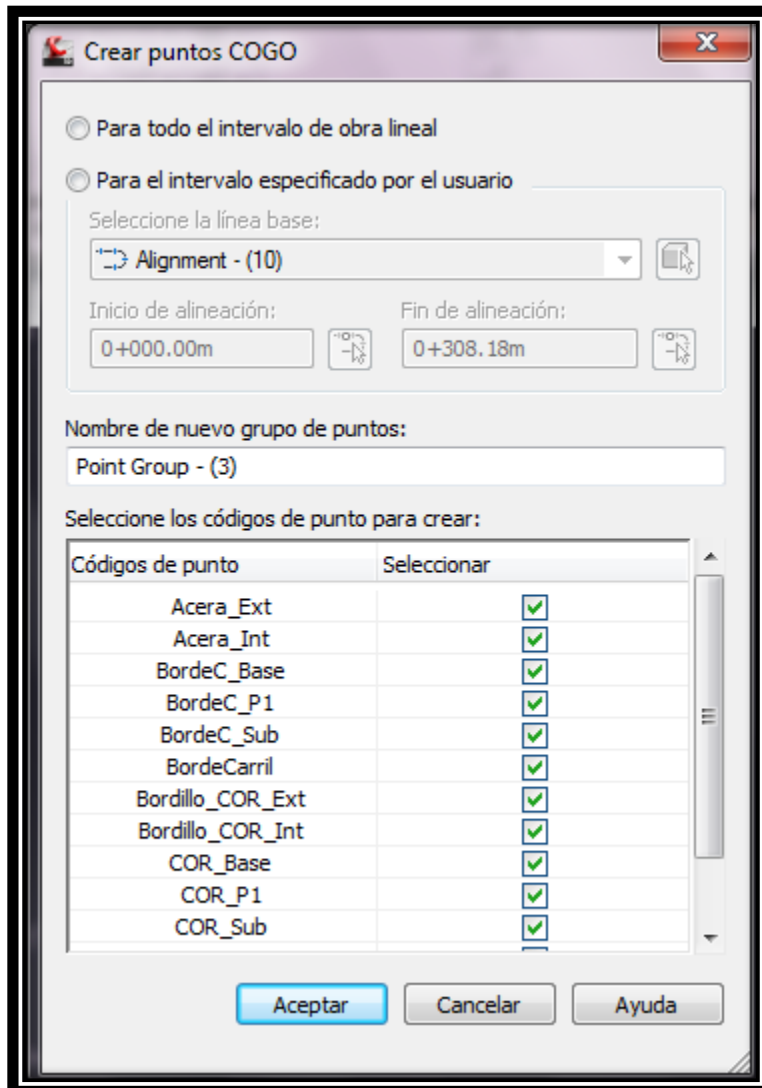 Crear puntos COGO
Para todo el intervalo de obra lineal
Para el intervalo especificado por el usuario
Seleccione la línea base:
Alignment - (10)
Inicio de alineación: Fin de alineación:
0+000.00m 0+308.18m
Nombre de nuevo grupo de puntos:
Point Group - (3)
Seleccione los códigos de punto para crear:
Códigos de punto Seleccionar
Acera_Ext
Acera_Int
BordeC_Base
BordeC_P1
BordeC_Sub
BordeCarril
Bordillo_COR_Ext
Bordillo_COR_Int
COR_Base
COR_P1
COR_Sub
Aceptar Cancelar Ayuda